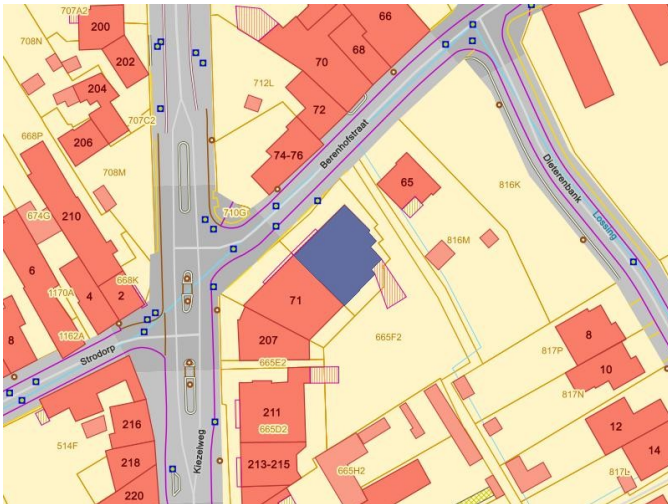 707A2
200
66
708N
202
70
68
204
712L
707C2
72
206
668P
Berenhofstraat
74-76
708M
65
816K
Dieterenbank
674G
210
710G
Lossing
816M
6
668K
1170A
4
2
71
8
1162A
207
665F2
8
Strodorp
817P
665E2
10
817N
216
211
665D2
12
514F
Kiezelweg
218
213-215
14
665H2
817L
220